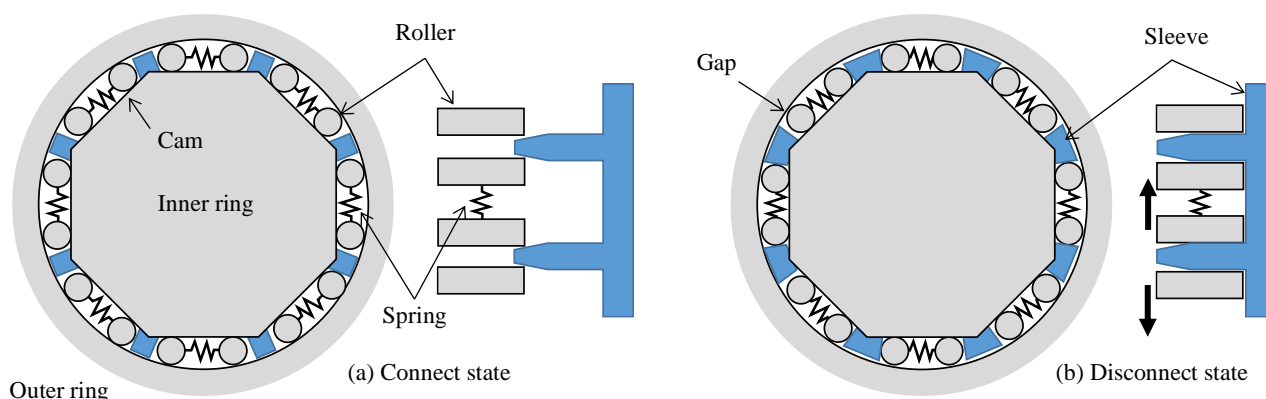 Roller
Cam
Inner ring
Spring
(a) Connect state
Outer ring
Sleeve
Gap
(b) Disconnect state